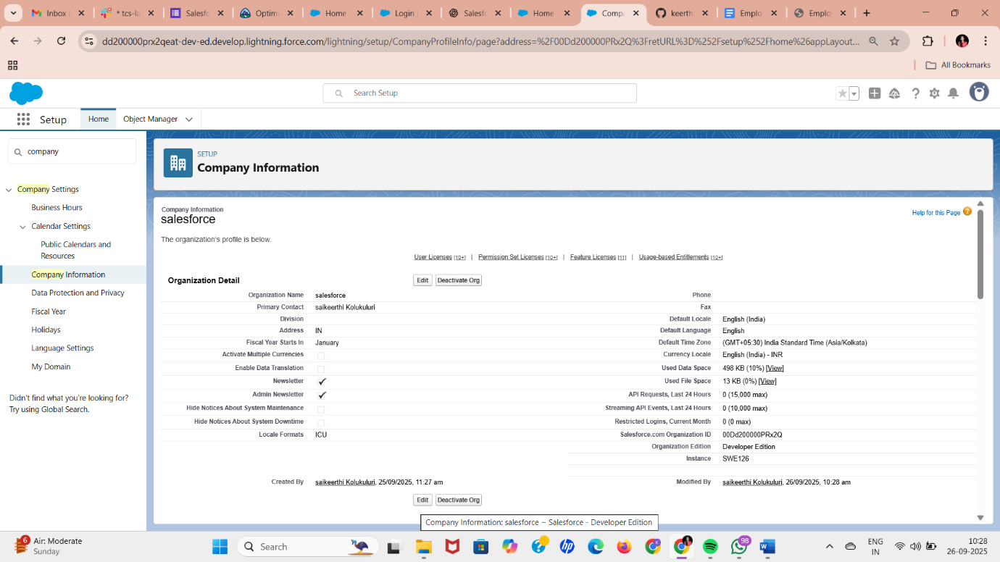 Inbox (
* tcs-la
Salesfo
Optimi
Home
Login |
Salesfo
Home
Compa
keerth
Emplo
Emplo
dd200000prx2qeat-dev-ed.develop.lightning.force.com/lightning/setup/CompanyProfileInfo/page?address=%2F00Dd200000PRx2Q%3FretURL%3D%252Fsetup%252Fhome%26appLayout...
All Bookmarks
Search Setup
Setup
Home
Object Manager
company
Company Settings
Business Hours
Calendar Settings
Public Calendars and
Resources
Company Information
Data Protection and Privacy
Fiscal Year
Holidays
Language Settings
My Domain
Didn't find what you're looking for?
Try using Global Search.
SETUP
Company Information
Company Information
salesforce
Help for this Page ?
The organization's profile is below.
User Licenses [10+] | Permission Set Licenses [10+] | Feature Licenses [11] | Usage-based Entitlements [10+]
Organization Detail Edit Deactivate Org
Organization Name salesforce Phone
Primary Contact saikeerthi Kolukuluri Fax
Division Default Locale English (India)
Address IN Default Language English
Fiscal Year Starts In January Default Time Zone (GMT+05:30) India Standard Time (Asia/Kolkata)
Activate Multiple Currencies Currency Locale English (India) - INR
Enable Data Translation Used Data Space 498 KB (10%) [View]
Newsletter ✓ Used File Space 13 KB (0%) [View]
Admin Newsletter ✓ API Requests, Last 24 Hours 0 (15,000 max)
Hide Notices About System Maintenance Streaming API Events, Last 24 Hours 0 (10,000 max)
Hide Notices About System Downtime Restricted Logins, Current Month 0 (0 max)
Locale Formats ICU Salesforce.com Organization ID 00Dd200000PRx2Q
Organization Edition Developer Edition
Instance SWE126
Created By saikeerthi Kolukuluri, 25/09/2025, 11:27 am Modified By saikeerthi Kolukuluri, 26/09/2025, 10:28 am
Edit Deactivate Org
Company Information: salesforce ~ Salesforce - Developer Edition
6
Air: Moderate
Sunday
Search
98
ENG
IN
10:28
26-09-2025